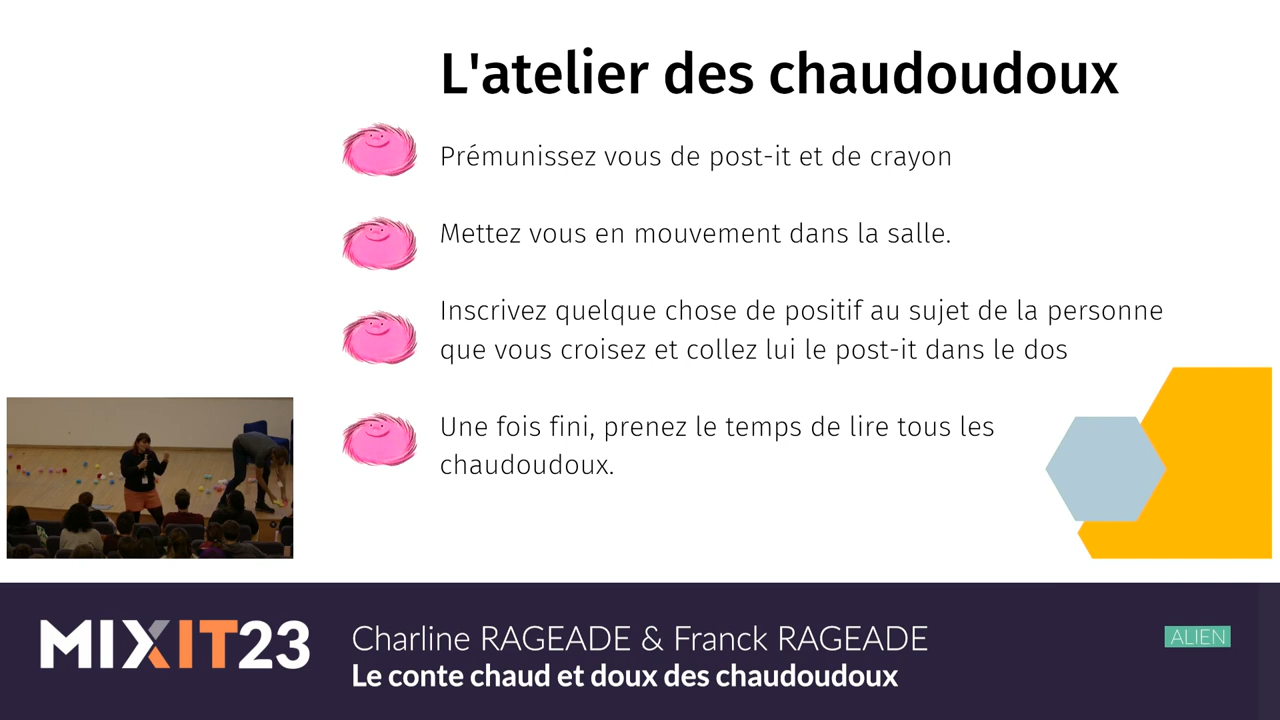 L'atelier des chaudoudoux
Prémunissez vous de post-it et de crayon
Mettez vous en mouvement dans la salle.
Inscrivez quelque chose de positif au sujet de la personne
que vous croisez et collez lui le post-it dans le dos
Une fois fini, prenez le temps de lire tous les
chaudoudoux.
MIXIT23
Charline RAGEADE & Franck RAGEADE
ALIEN
Le conte chaud et doux des chaudoudoux